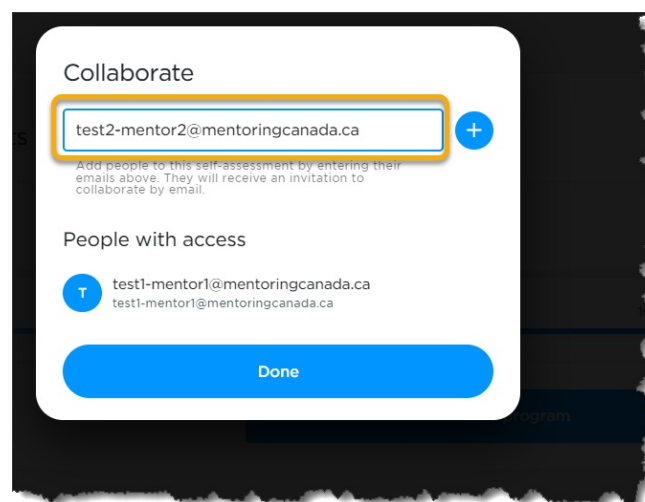 Collaborate
test2-mentor2@mentoringcanada.ca
+
Add people to this self-assessment by entering their
emails above. They will receive an invitation to
collaborate by email.
People with access
T
test1-mentor1@mentoringcanada.ca
test1-mentor1@mentoringcanada.ca
Done
program